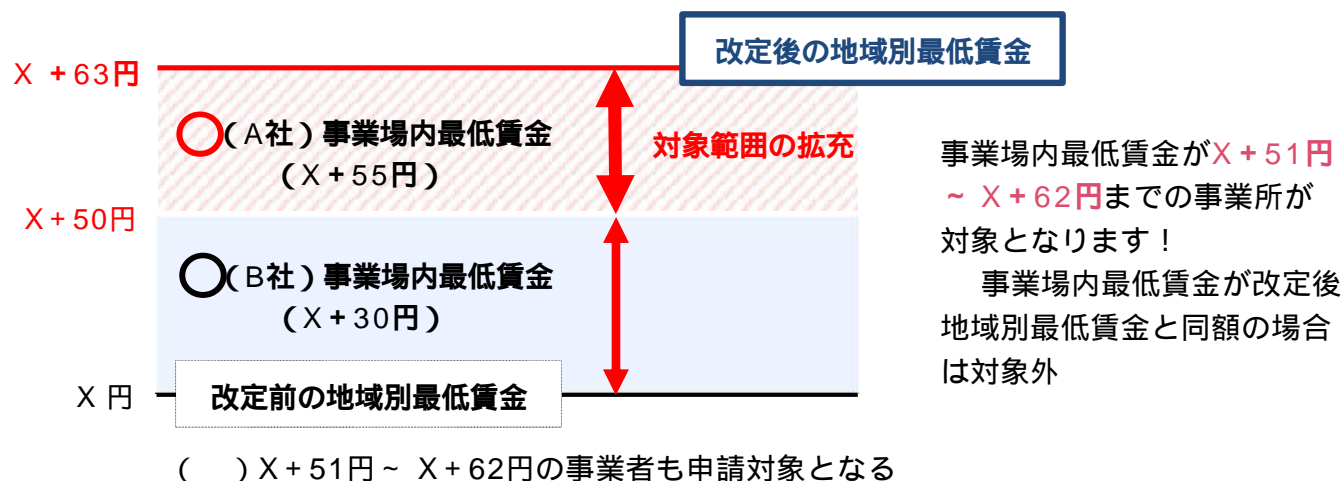 改定後の地域別最低賃金
X +63円
(A社)事業場内最低賃金
(X+55円)
対象範囲の拡充
X+50円
(B社)事業場内最低賃金
(X+30円)
X 円
改定前の地域別最低賃金
( )X+51円~ X+62円の事業者も申請対象となる
事業場内最低賃金がX+51円
~ X+62円までの事業所が
対象となります!
事業場内最低賃金が改定後
地域別最低賃金と同額の場合
は対象外